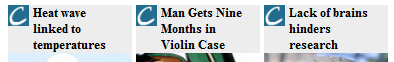 Heat wave
linked to
temperatures
Man Gets Nine
Months in
Violin Case
Lack of brains
hinders
research